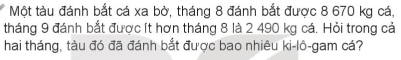 Một tàu đánh bắt cá xa bờ, tháng 8 đánh bắt được 8 670 kg cá,
tháng 9 đánh bắt được ít hơn tháng 8 là 2 490 kg cá. Hỏi trong cả
hai tháng, tàu đó đã đánh bắt được bao nhiêu ki-lô-gam cá?